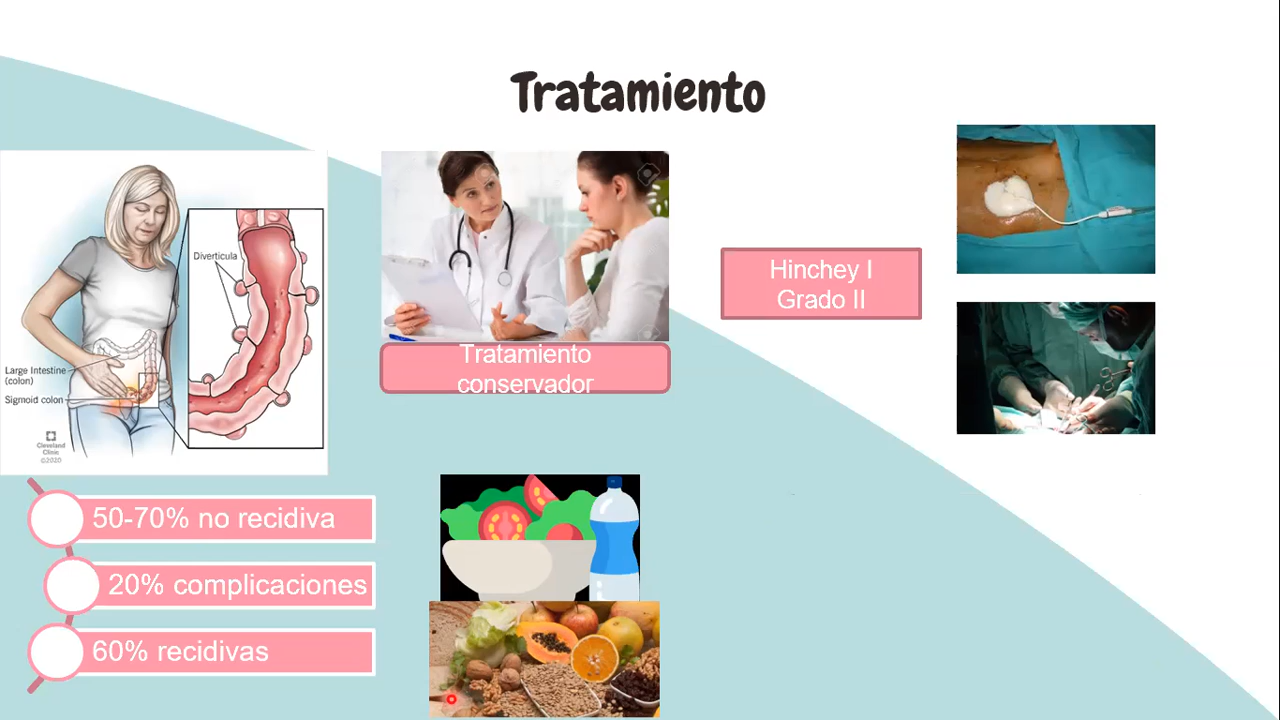 Tratamiento
Diverticula
Large Intestine
(colon)
Sigmoid colon
Cleveland
Clinic
©2020
Tratamiento
conservador
Hinchey I
Grado II
50-70% no recidiva
20% complicaciones
60% recidivas